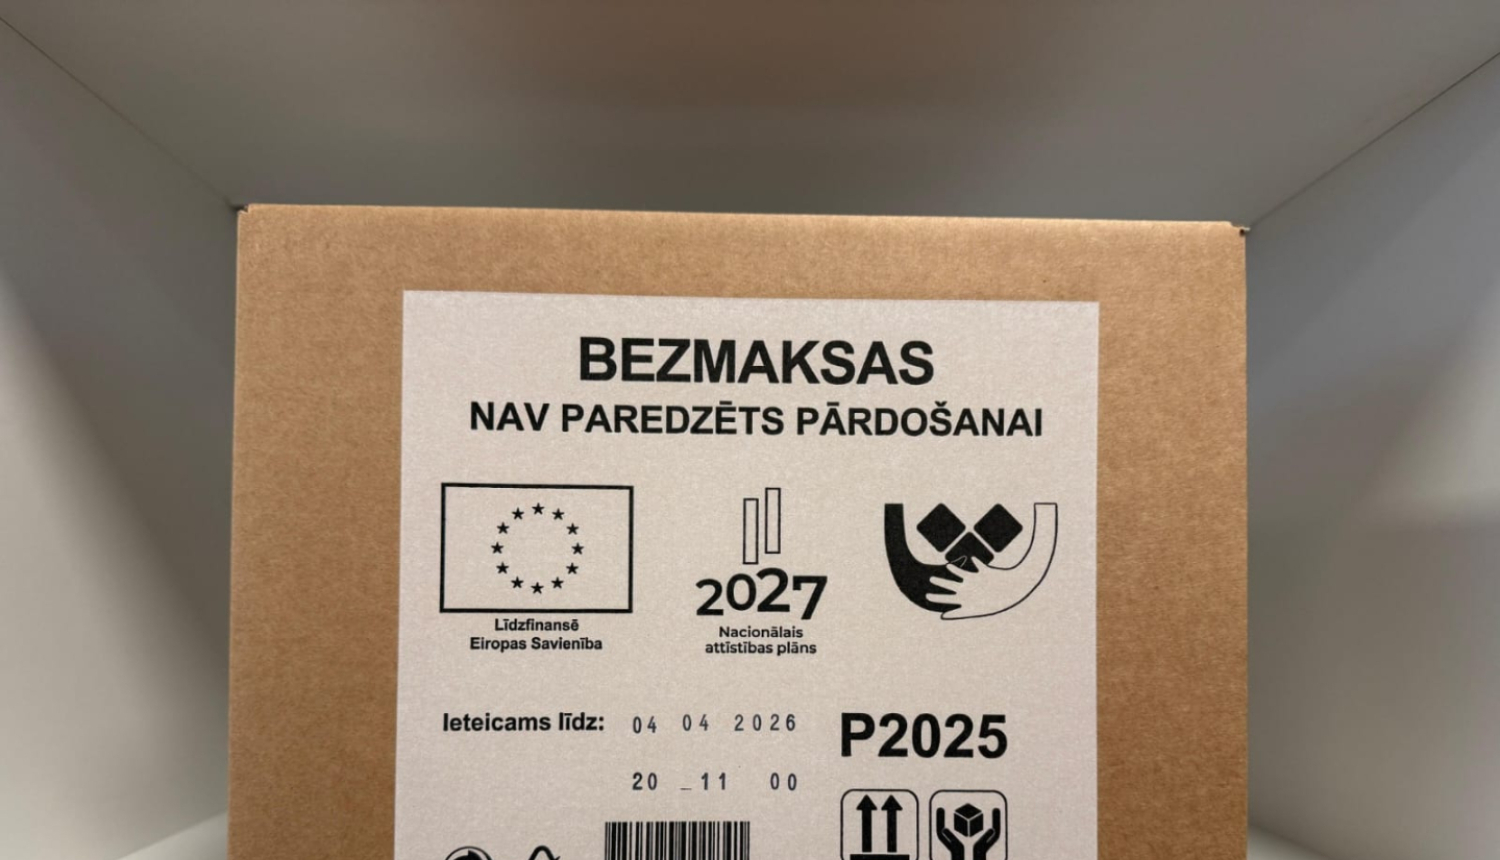 BEZMAKSAS
NAV PAREDZĒTS PĀRDOŠANAI
Līdzfinansē
Eiropas Savienība
2027
Nacionālais
attīstības plāns
Ieteicams līdz: 04 04 2026
20 _11 00
P2025